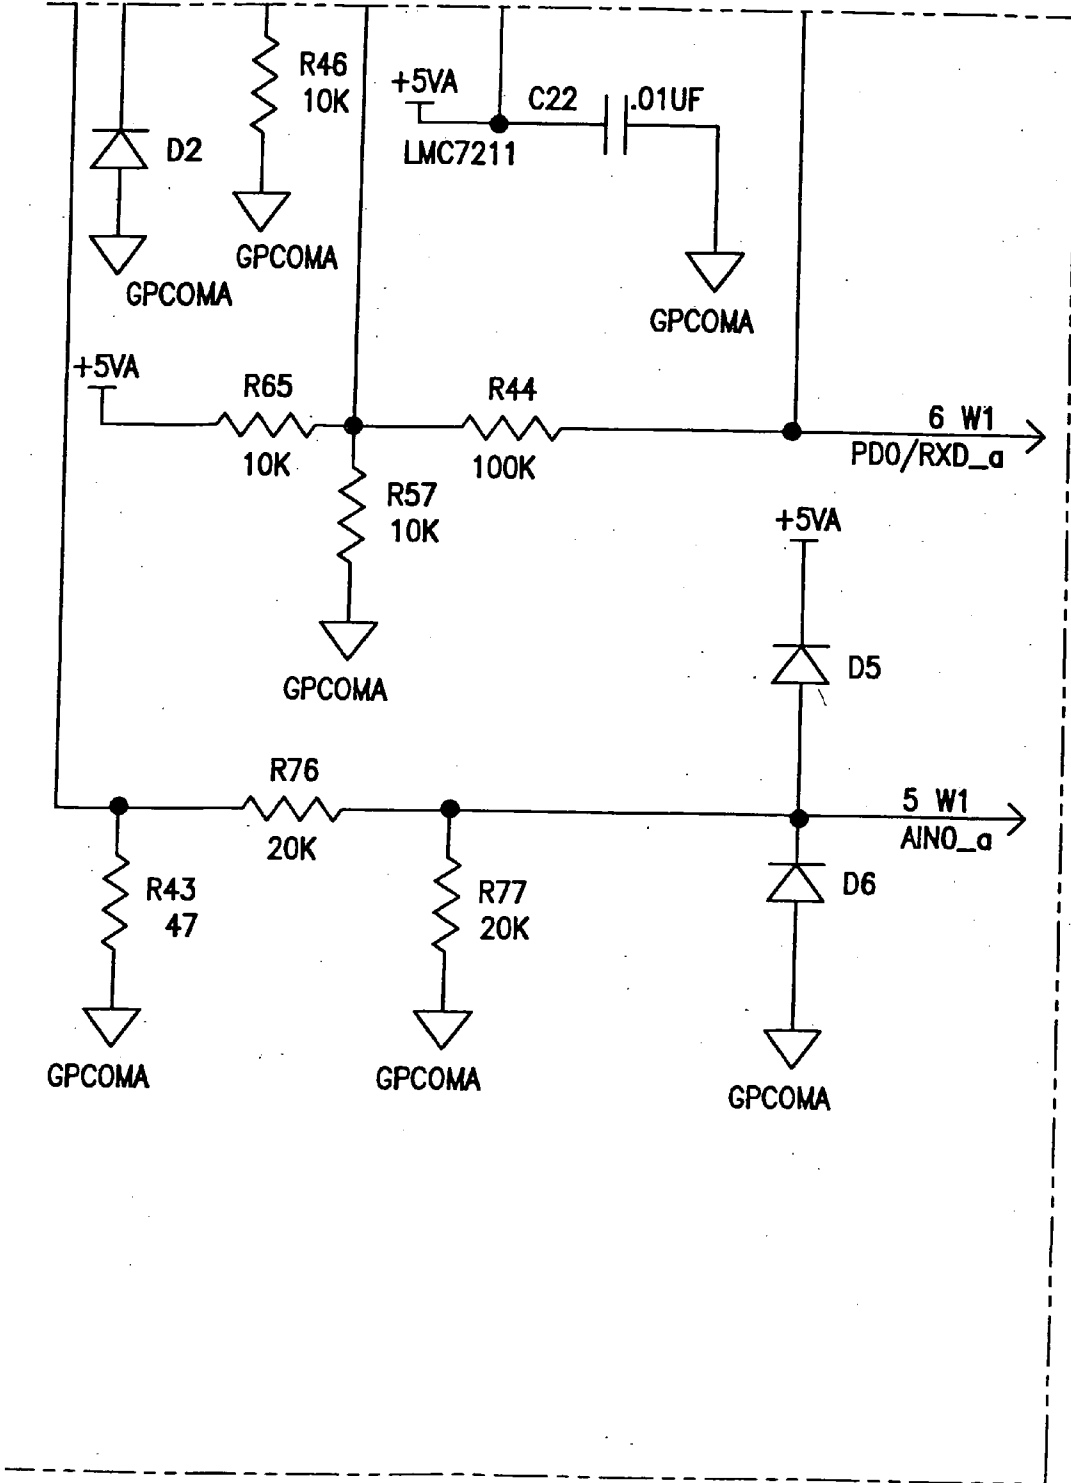 R46
10K
+5VA
C22
.01UF
D2
LMC7211
GPCOMA
GPCOMA
GPCOMA
+5VA
R65
R44
6 W1
10K
100K
PD0/RXD_a
R57
10K
+5VA
D5
GPCOMA
R76
5 W1
20K
AIN0_a
R43
47
R77
20K
D6
GPCOMA
GPCOMA
GPCOMA